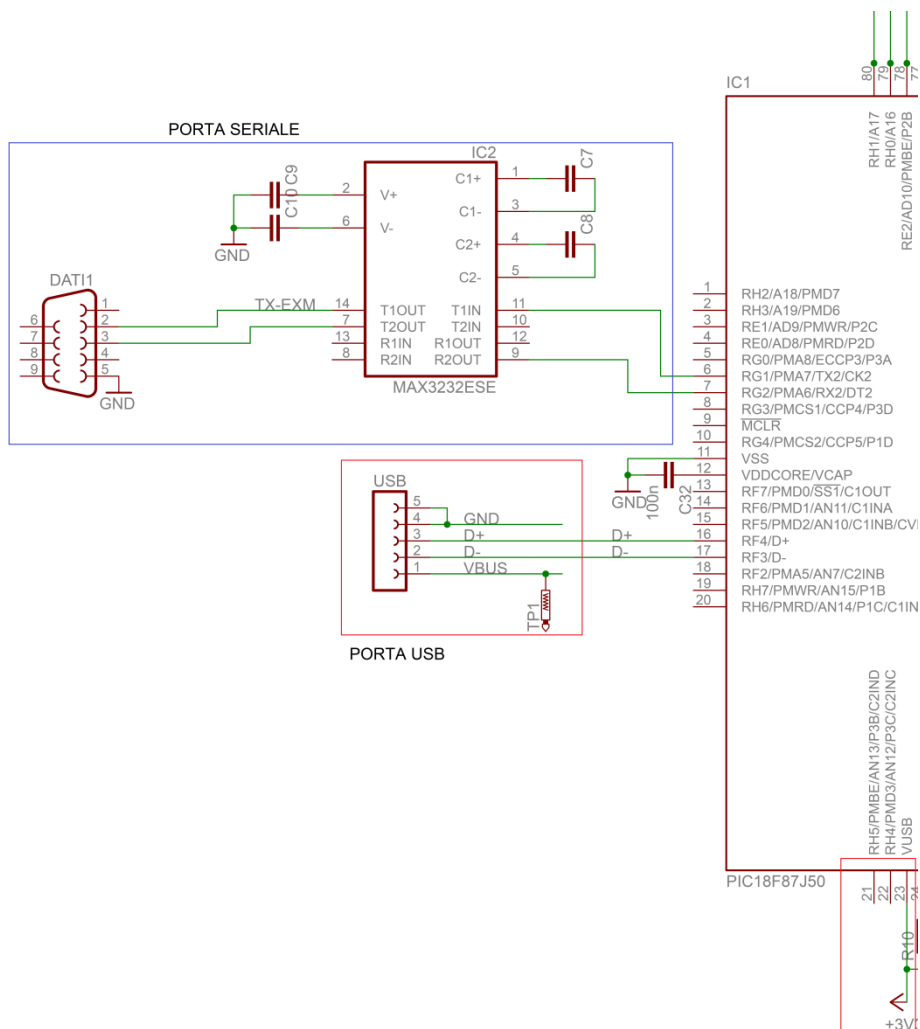 PORTA SERIALE
IC2
C9
C10
C7
C8
2 V+
6 V-
C1+ 1
C1- 3
C2+ 4
C2- 5
GND
DATI1
1
6
2
7
3
8
4
9
5
GND
TX-EXM
14 T1OUT T1IN 11
7 T2OUT T2IN 10
13 R1IN R1OUT 12
8 R2IN R2OUT 9
MAX3232ESE
IC1
80
79
78
77
RH1/A17
RH0/A16
RE2/AD10/PMBE/P2B
1 RH2/A18/PMD7
2 RH3/A19/PMD6
3 RE1/AD9/PMWR/P2C
4 RE0/AD8/PMRD/P2D
5 RG0/PMA8/ECCP3/P3A
6 RG1/PMA7/TX2/CK2
7 RG2/PMA6/RX2/DT2
8 RG3/PMCS1/CCP4/P3D
9 MCLR
10 RG4/PMCS2/CCP5/P1D
11 VSS
12 VDDCORE/VCAP
13 RF7/PMD0/SS1/C1OUT
14 RF6/PMD1/AN11/C1INA
15 RF5/PMD2/AN10/C1INB/CV
16 RF4/D+
17 RF3/D-
18 RF2/PMA5/AN7/C2INB
19 RH7/PMWR/AN15/P1B
20 RH6/PMRD/AN14/P1C/C1IN
GND
100n
C32
USB
5
4 GND
3 D+ D+
2 D- D-
1 VBUS
TP1
PORTA USB
RH5/PMBE/AN13/P3B/C2IND
RH4/PMD3/AN12/P3C/C2INC
VUSB
PIC18F87J50
21
22
23
24
R10
+3V